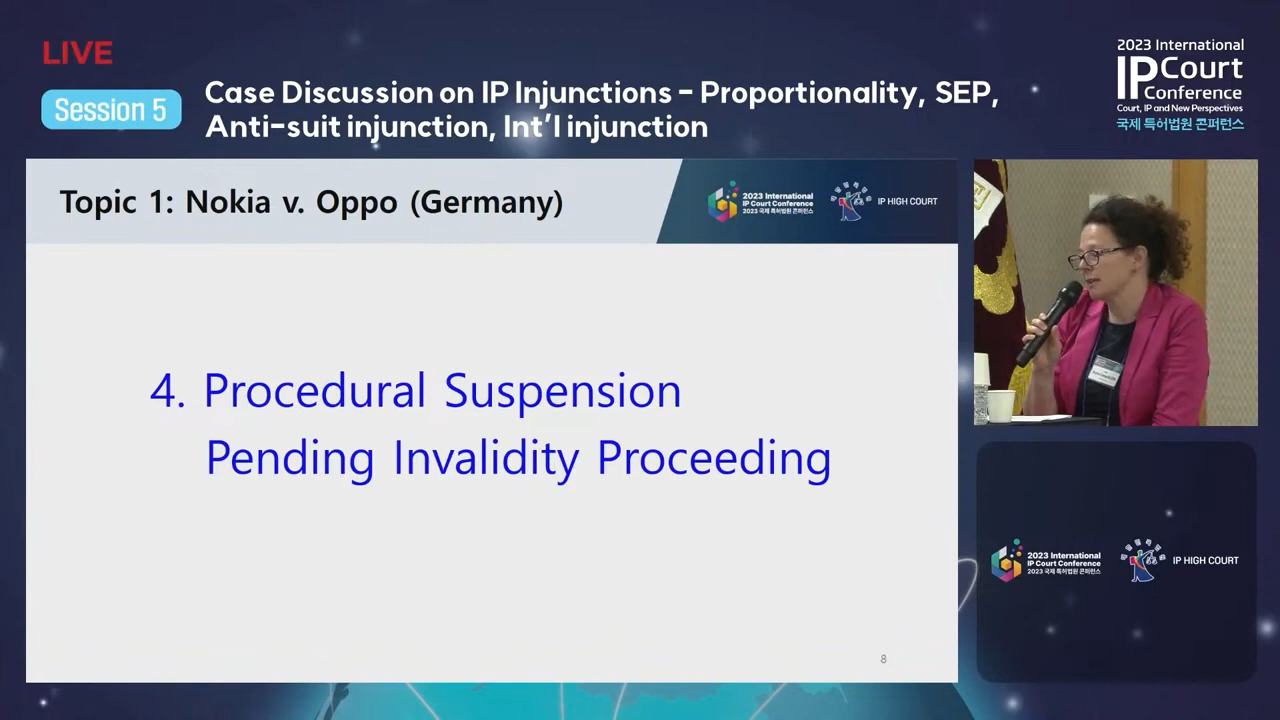 LIVE
Session 5
Case Discussion on IP Injunctions - Proportionality, SEP,
Anti-suit injunction, Int'l injunction
2023 International
IP Court
Conference
Court, IP and New Perspectives
국제 특허법원 콘퍼런스
Topic 1: Nokia v. Oppo (Germany)
2023 International
IP Court Conference
2023 국제 특허법원 콘퍼런스
IP HIGH COURT
4. Procedural Suspension
Pending Invalidity Proceeding
8
2023 International
IP Court Conference
2023 국제 특허법원 콘퍼런스
IP HIGH COURT